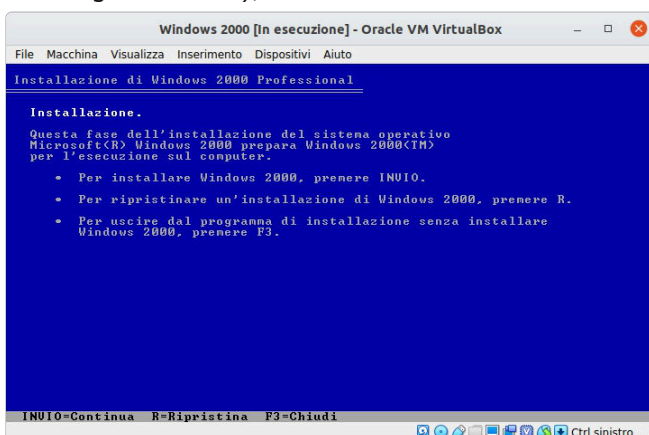 Windows 2000 [In esecuzione] - Oracle VM VirtualBox
File Macchina Visualizza Inserimento Dispositivi Aiuto
Installazione di Windows 2000 Professional
Installazione.
Questa fase dell'installazione del sistema operativo
Microsoft(R) Windows 2000 prepara Windows 2000(TM)
per l'esecuzione sul computer.
• Per installare Windows 2000, premere INVIO.
• Per ripristinare un'installazione di Windows 2000, premere R.
• Per uscire dal programma di installazione senza installare
Windows 2000, premere F3.
INVIO=Continua R=Ripristina F3=Chiudi
Ctrl sinistro